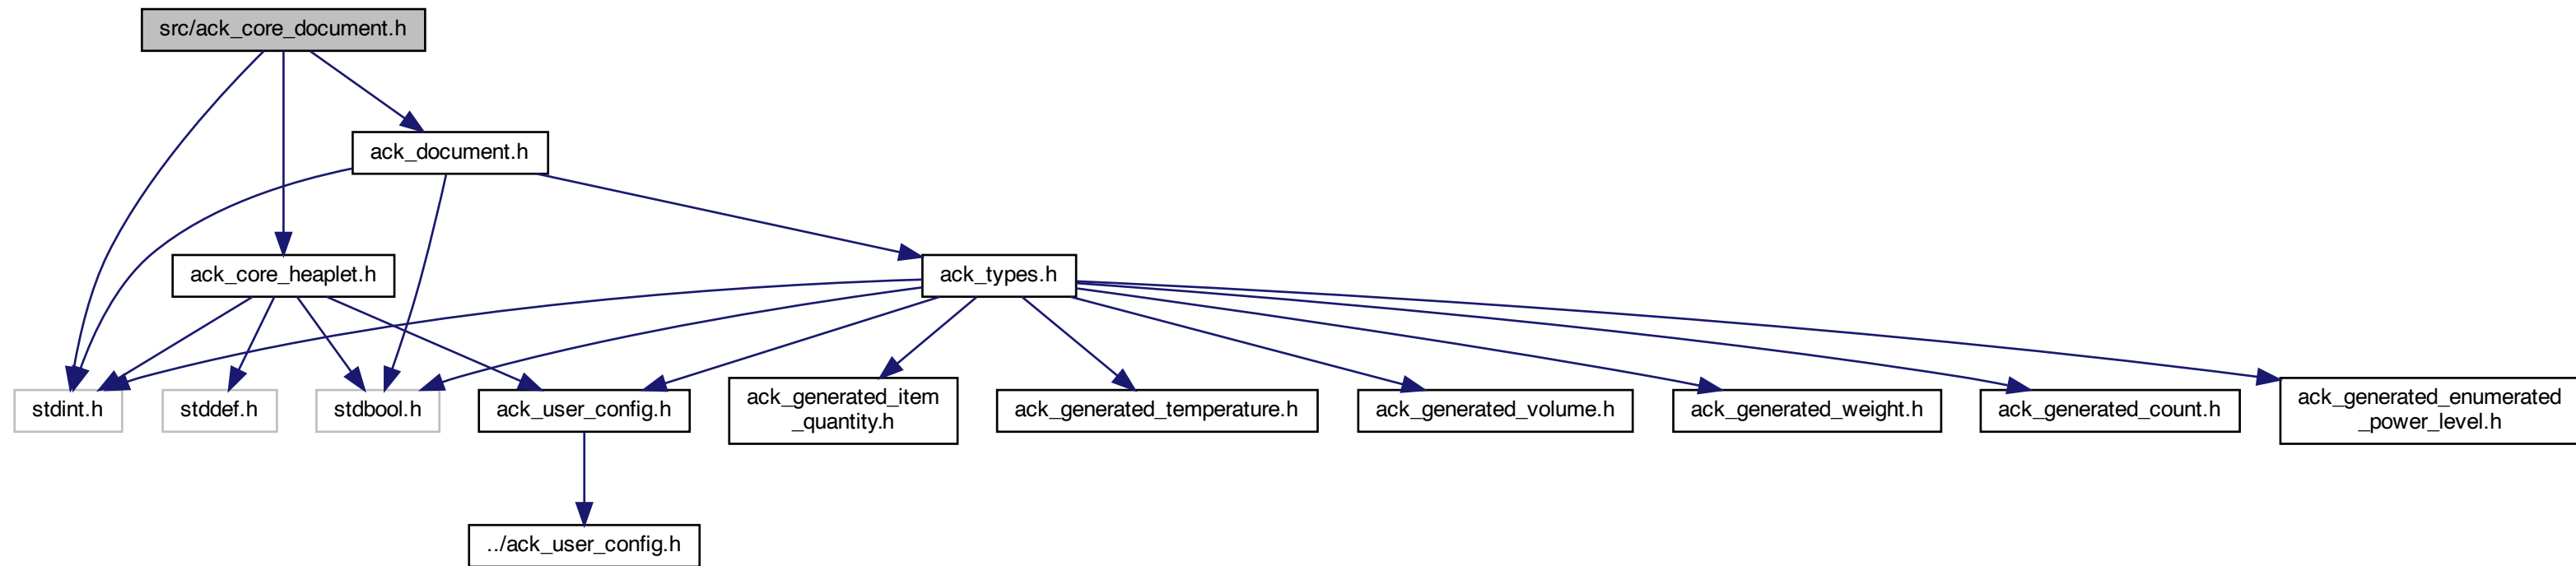 src/ack_core_document.h
ack_document.h
ack_core_heaplet.h
ack_types.h
stdint.h
stddef.h
stdbool.h
ack_user_config.h
ack_generated_item
_quantity.h
ack_generated_temperature.h
ack_generated_volume.h
ack_generated_weight.h
ack_generated_count.h
ack_generated_enumerated
_power_level.h
../ack_user_config.h